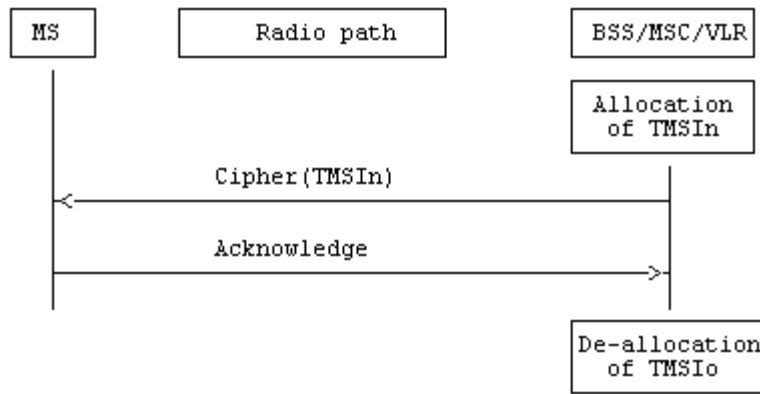 MS
Radio path
BSS/MSC/VLR
Allocation
of TMSIn
Cipher(TMSIn)
Acknowledge
De-allocation
of TMSIo